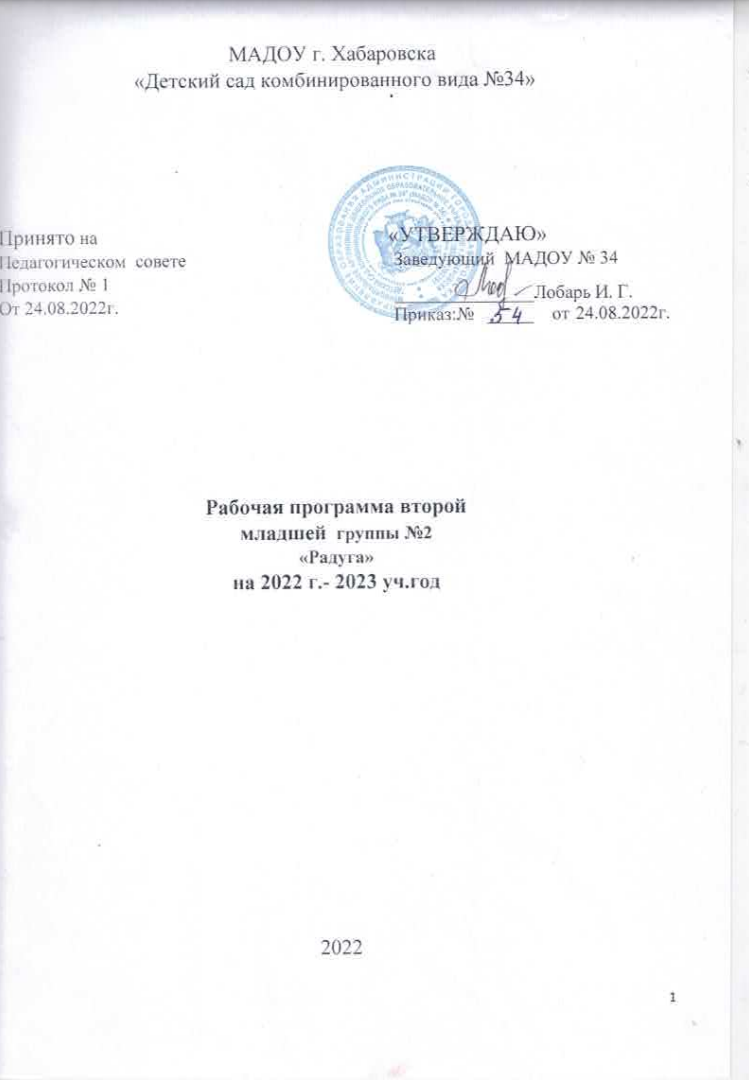 МАДОУ г. Хабаровска
«Детский сад комбинированного вида №34»
Принято на
Педагогическом совете
Протокол № 1
От 24.08.2022г.
«УТВЕРЖДАЮ»
Заведующий МАДОУ № 34
Лобарь И. Г.
Приказ:№ 54 от 24.08.2022г.
Рабочая программа второй
младшей группы №2
«Радуга»
на 2022 г.- 2023 уч.год
2022
1